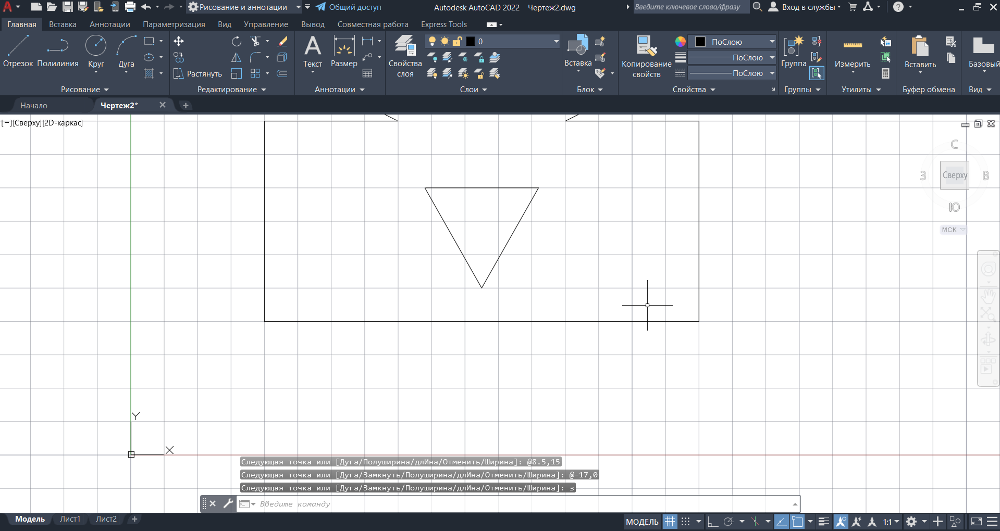 Рисование и аннотации
Общий доступ
Autodesk AutoCAD 2022 Чертеж2.dwg
Введите ключевое слово/фразу
Вход в службы
?
Главная Вставка Аннотации Параметризация Вид Управление Вывод Совместная работа Express Tools
A
0
ПоСлою
ПоСлою
ПоСлою
Отрезок Полилиния Круг Дуга
Растянуть
Текст Размер
Свойства
слоя
Вставка
Копирование
свойств
Группа
Измерить
Вставить
Базовый
Рисование Редактирование Аннотации Слои Блок Свойства Группы Утилиты Буфер обмена Вид
Начало Чертеж2*
[−][Сверху][2D-каркас]
С
З Сверху В
Ю
МСК
Y
X
Следующая точка или [Дуга/Полуширина/длИна/Отменить/Ширина]: @8.5,15
Следующая точка или [Дуга/Замкнуть/Полуширина/длИна/Отменить/Ширина]: @-17,0
Следующая точка или [Дуга/Замкнуть/Полуширина/длИна/Отменить/Ширина]: з
Введите команду
Модель Лист1 Лист2
МОДЕЛЬ
1:1